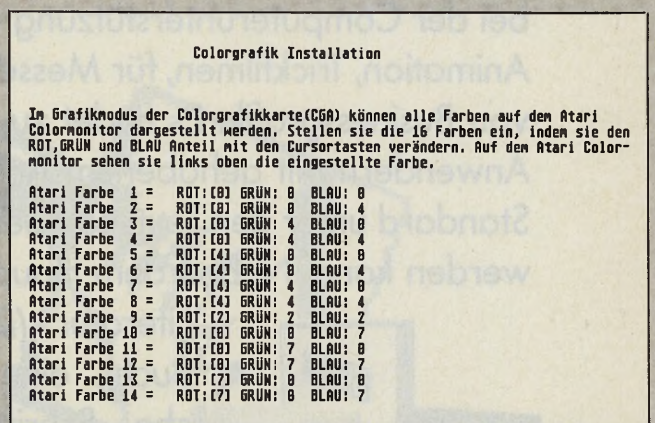 Colorgrafik Installation
Im Grafikmodus der Colorgrafikkarte(CGA) können alle Farben auf dem Atari
Colormonitor dargestellt werden. Stellen sie die 16 Farben ein, indem sie den
ROT,GRÜN und BLAU Anteil mit den Cursortasten verändern. Auf dem Atari Color-
monitor sehen sie links oben die eingestellte Farbe.
Atari Farbe 1 = ROT:[0] GRÜN: 0 BLAU: 0
Atari Farbe 2 = ROT:[0] GRÜN: 0 BLAU: 4
Atari Farbe 3 = ROT:[0] GRÜN: 4 BLAU: 0
Atari Farbe 4 = ROT:[0] GRÜN: 4 BLAU: 4
Atari Farbe 5 = ROT:[4] GRÜN: 0 BLAU: 0
Atari Farbe 6 = ROT:[4] GRÜN: 0 BLAU: 4
Atari Farbe 7 = ROT:[4] GRÜN: 4 BLAU: 0
Atari Farbe 8 = ROT:[4] GRÜN: 4 BLAU: 4
Atari Farbe 9 = ROT:[2] GRÜN: 2 BLAU: 2
Atari Farbe 10 = ROT:[0] GRÜN: 0 BLAU: 7
Atari Farbe 11 = ROT:[0] GRÜN: 7 BLAU: 0
Atari Farbe 12 = ROT:[0] GRÜN: 7 BLAU: 7
Atari Farbe 13 = ROT:[7] GRÜN: 0 BLAU: 0
Atari Farbe 14 = ROT:[7] GRÜN: 0 BLAU: 7